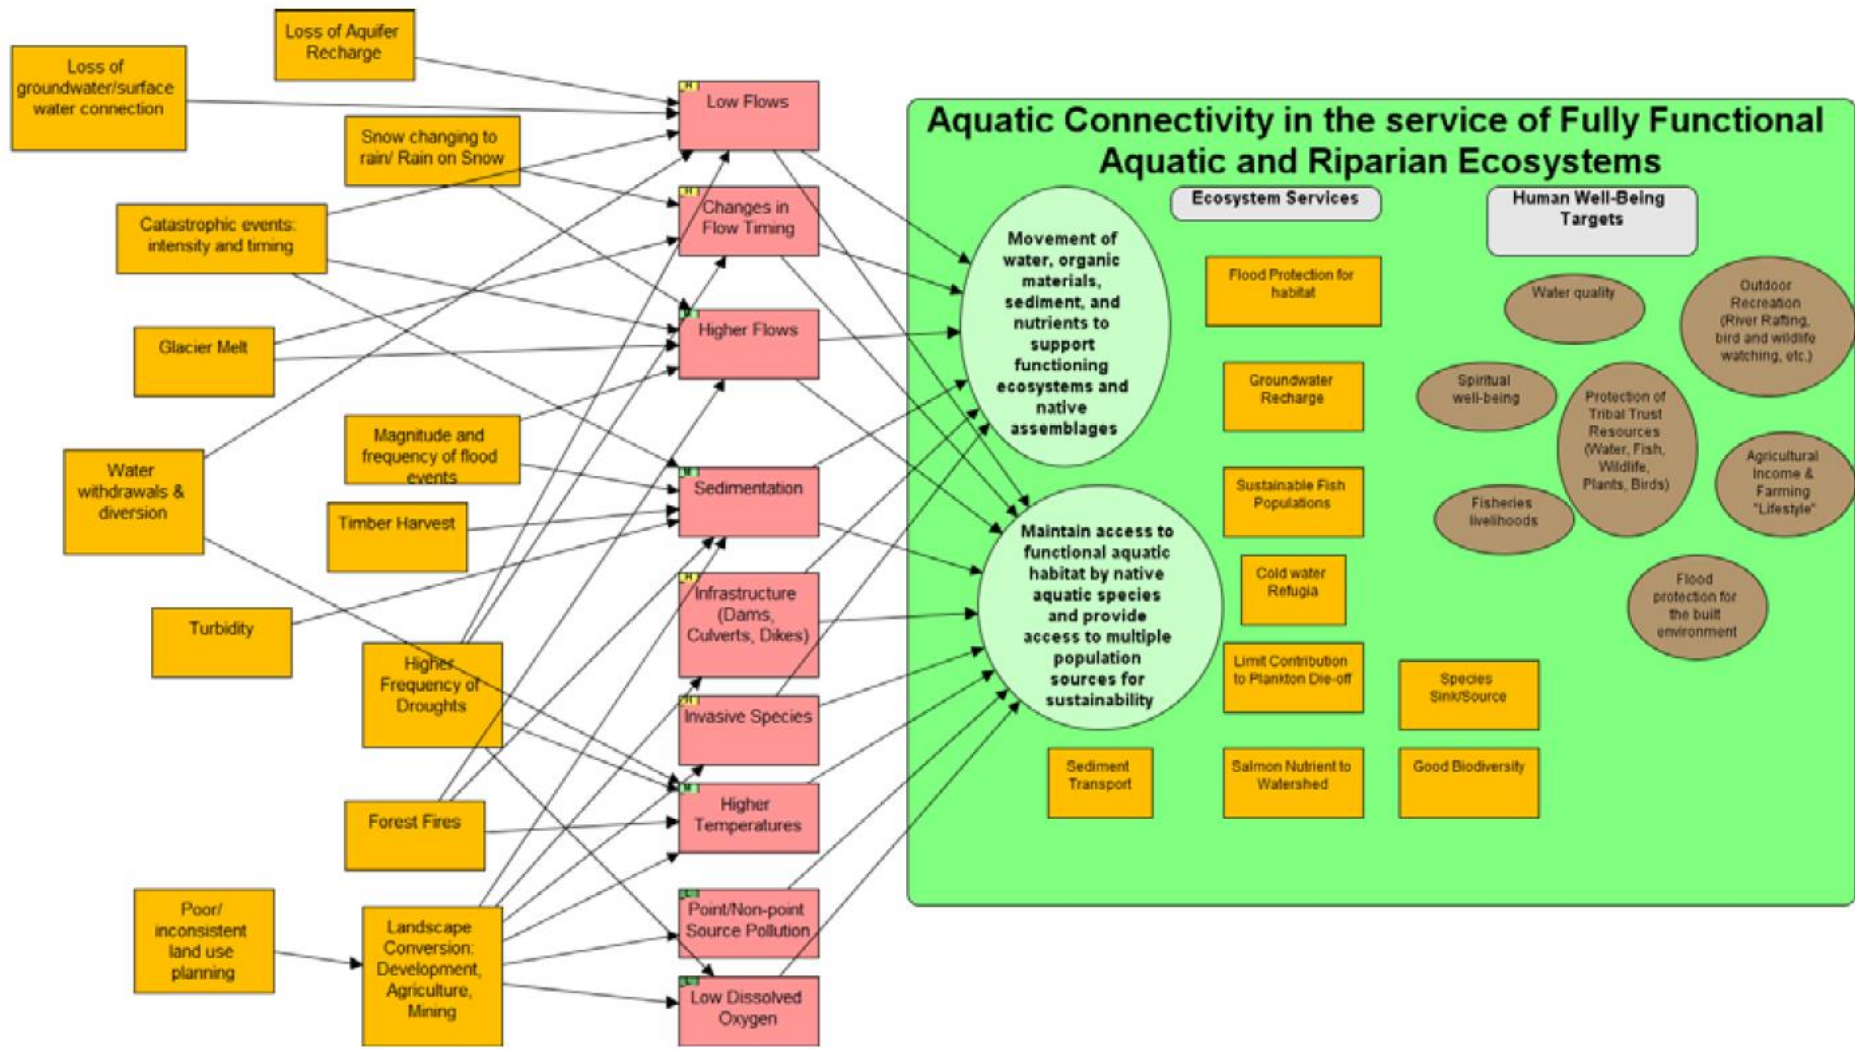 Loss of Aquifer
Recharge
Loss of
groundwater/surface
water connection
Snow changing to
rain/ Rain on Snow
Catastrophic events:
intensity and timing
Glacier Melt
Magnitude and
frequency of flood
events
Water
withdrawals &
diversion
Timber Harvest
Turbidity
Higher
Frequency of
Droughts
Forest Fires
Poor/
inconsistent
land use
planning
Landscape
Conversion:
Development,
Agriculture,
Mining
H
Low Flows
H
Changes in
Flow Timing
Higher Flows
M
Sedimentation
H
Infrastructure
(Dams,
Culverts, Dikes)
H
Invasive Species
M
Higher
Temperatures
L
Point/Non-point
Source Pollution
L
Low Dissolved
Oxygen
Aquatic Connectivity in the service of Fully Functional
Aquatic and Riparian Ecosystems
Movement of
water, organic
materials,
sediment, and
nutrients to
support
functioning
ecosystems and
native
assemblages
Maintain access to
functional aquatic
habitat by native
aquatic species
and provide
access to multiple
population
sources for
sustainability
Ecosystem Services
Flood Protection for
habitat
Groundwater
Recharge
Sustainable Fish
Populations
Cold water
Refugia
Limit Contribution
to Plankton Die-off
Species
Sink/Source
Sediment
Transport
Salmon Nutrient to
Watershed
Good Biodiversity
Human Well-Being
Targets
Water quality
Outdoor
Recreation
(River Rafting,
bird and wildlife
watching, etc.)
Spiritual
well-being
Protection of
Tribal Trust
Resources
(Water, Fish,
Wildlife,
Plants, Birds)
Agricultural
Income &
Farming
"Lifestyle"
Fisheries
livelihoods
Flood
protection for
the built
environment